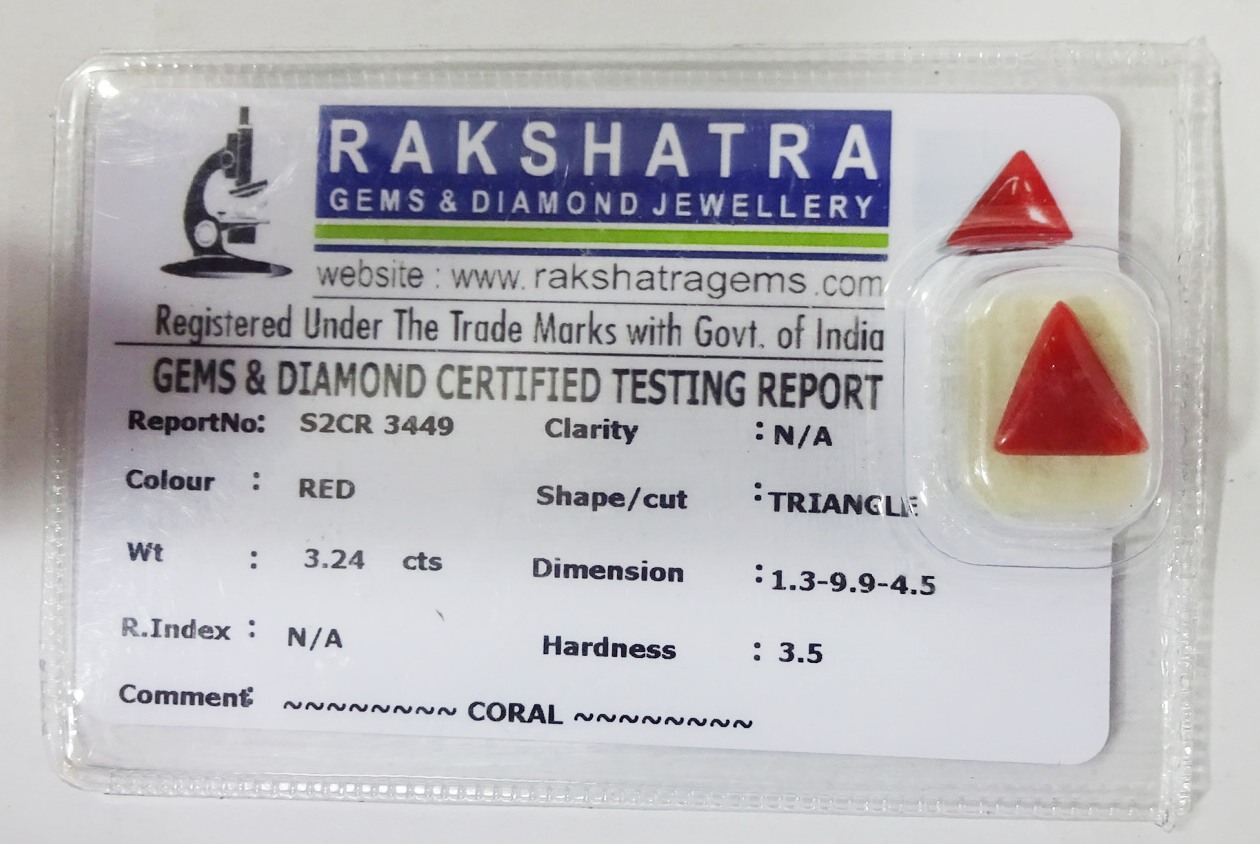 RAKSHATRA
GEMS & DIAMOND JEWELLERY
website : www.rakshatragems.com
Registered Under The Trade Marks with Govt. of India
GEMS & DIAMOND CERTIFIED TESTING REPORT
ReportNo: S2CR 3449 Clarity : N/A
Colour : RED Shape/cut : TRIANGLE
Wt : 3.24 cts Dimension : 1.3-9.9-4.5
R.Index : N/A Hardness : 3.5
Comment: ~~~~~~~~ CORAL ~~~~~~~~